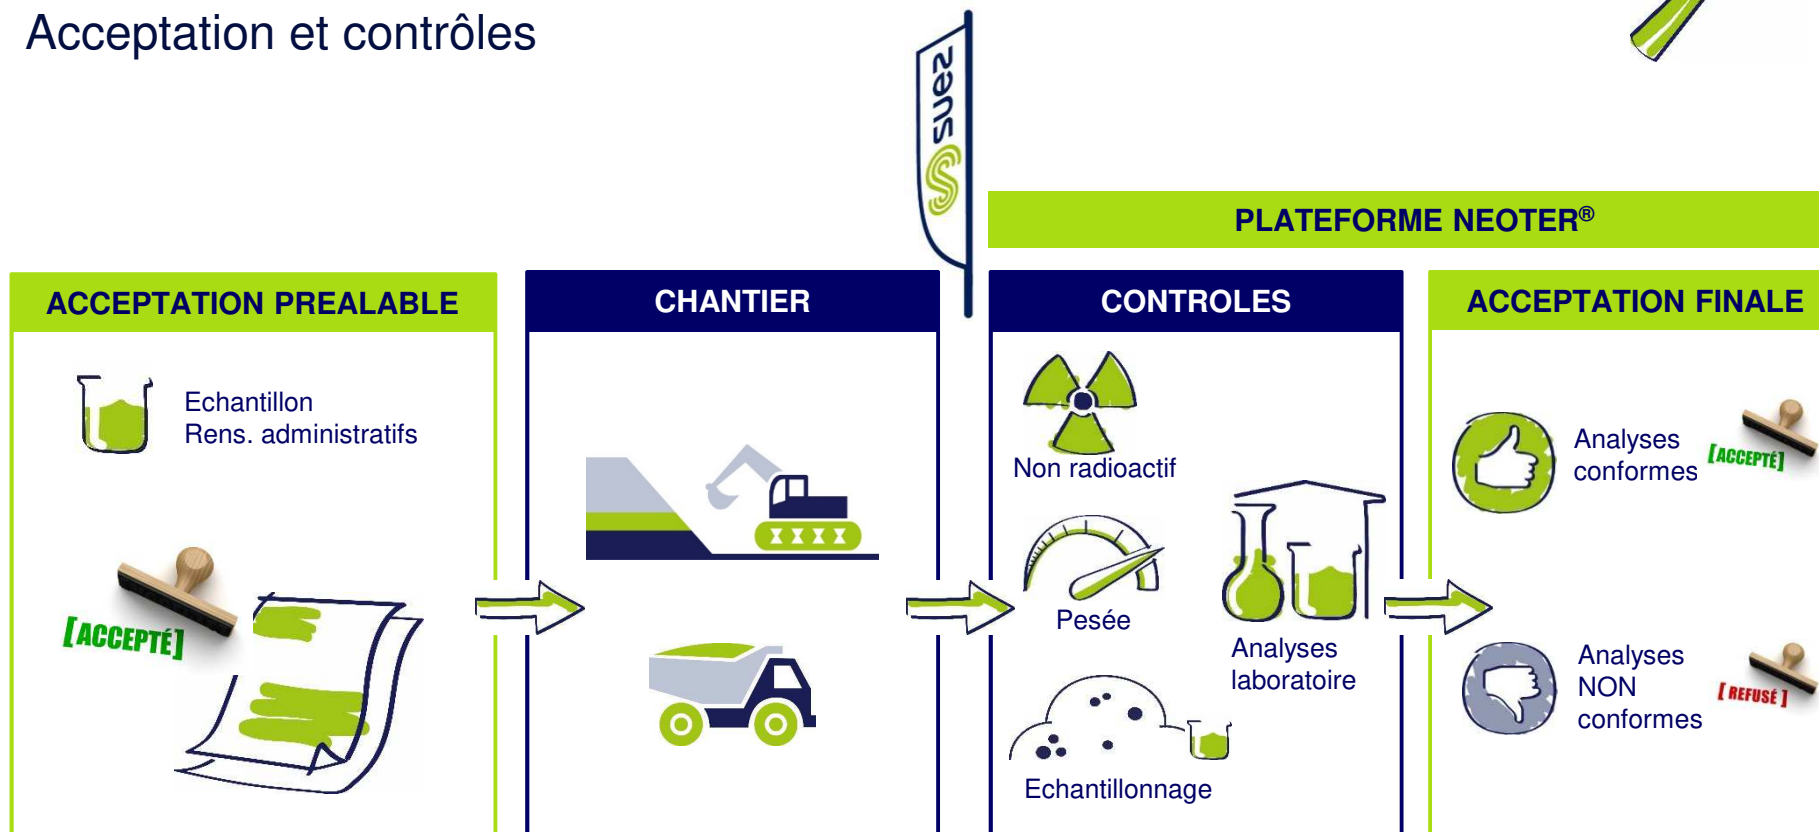 Acceptation et contrôles
suez
PLATEFORME NEOTER®
ACCEPTATION PREALABLE
Echantillon
Rens. administratifs
[ACCEPTÉ]
CHANTIER
CONTROLES
Non radioactif
Pesée
Analyses
laboratoire
Echantillonnage
ACCEPTATION FINALE
Analyses
conformes
[ACCEPTÉ]
Analyses
NON
conformes
[ REFUSÉ ]